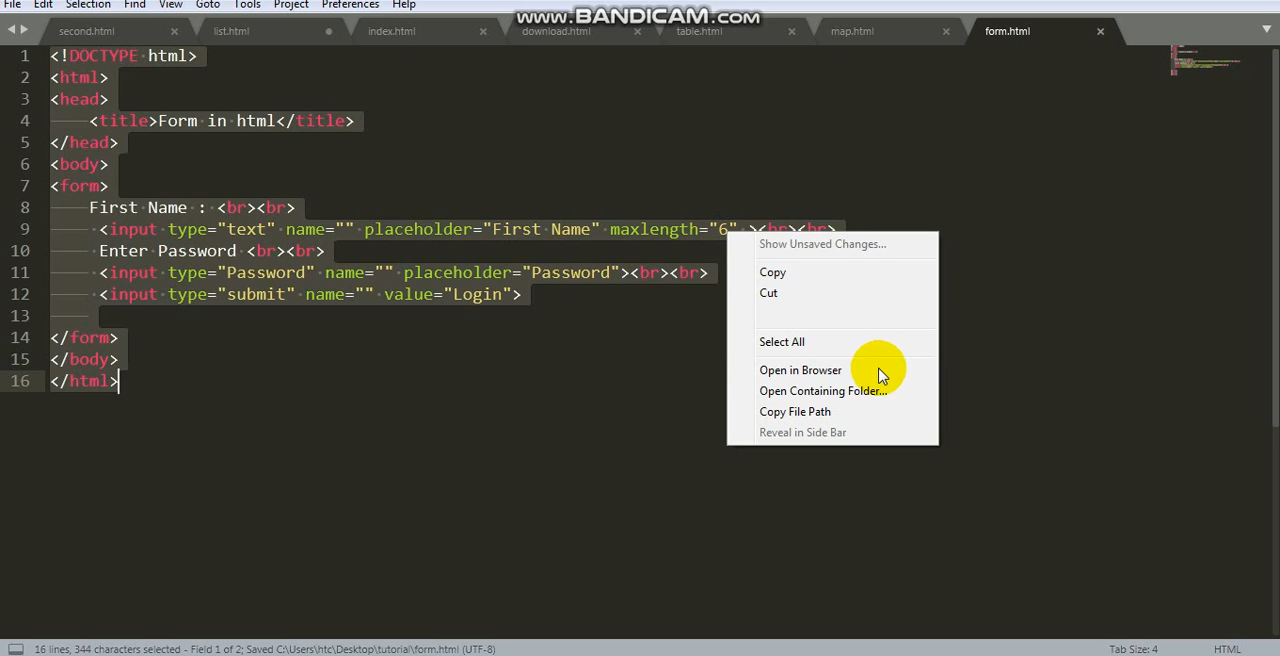 File Edit Selection Find View Goto Tools Project Preferences Help
www.BANDICAM.com
second.html list.html index.html download.html table.html map.html form.html
1 <!DOCTYPE html>
2 <html>
3 <head>
4 <title>Form in html</title>
5 </head>
6 <body>
7 <form>
8 First Name : <br><br>
9 <input type="text" name="" placeholder="First Name" maxlength="6" ><br><br>
10 Enter Password <br><br>
11 <input type="Password" name="" placeholder="Password"><br><br>
12 <input type="submit" name="" value="Login">
13
14 </form>
15 </body>
16 </html>
Show Unsaved Changes...
Copy
Cut
Select All
Open in Browser
Open Containing Folder...
Copy File Path
Reveal in Side Bar
16 lines, 344 characters selected - Field 1 of 2; Saved C:\Users\htc\Desktop\tutorial\form.html (UTF-8) Tab Size: 4 HTML